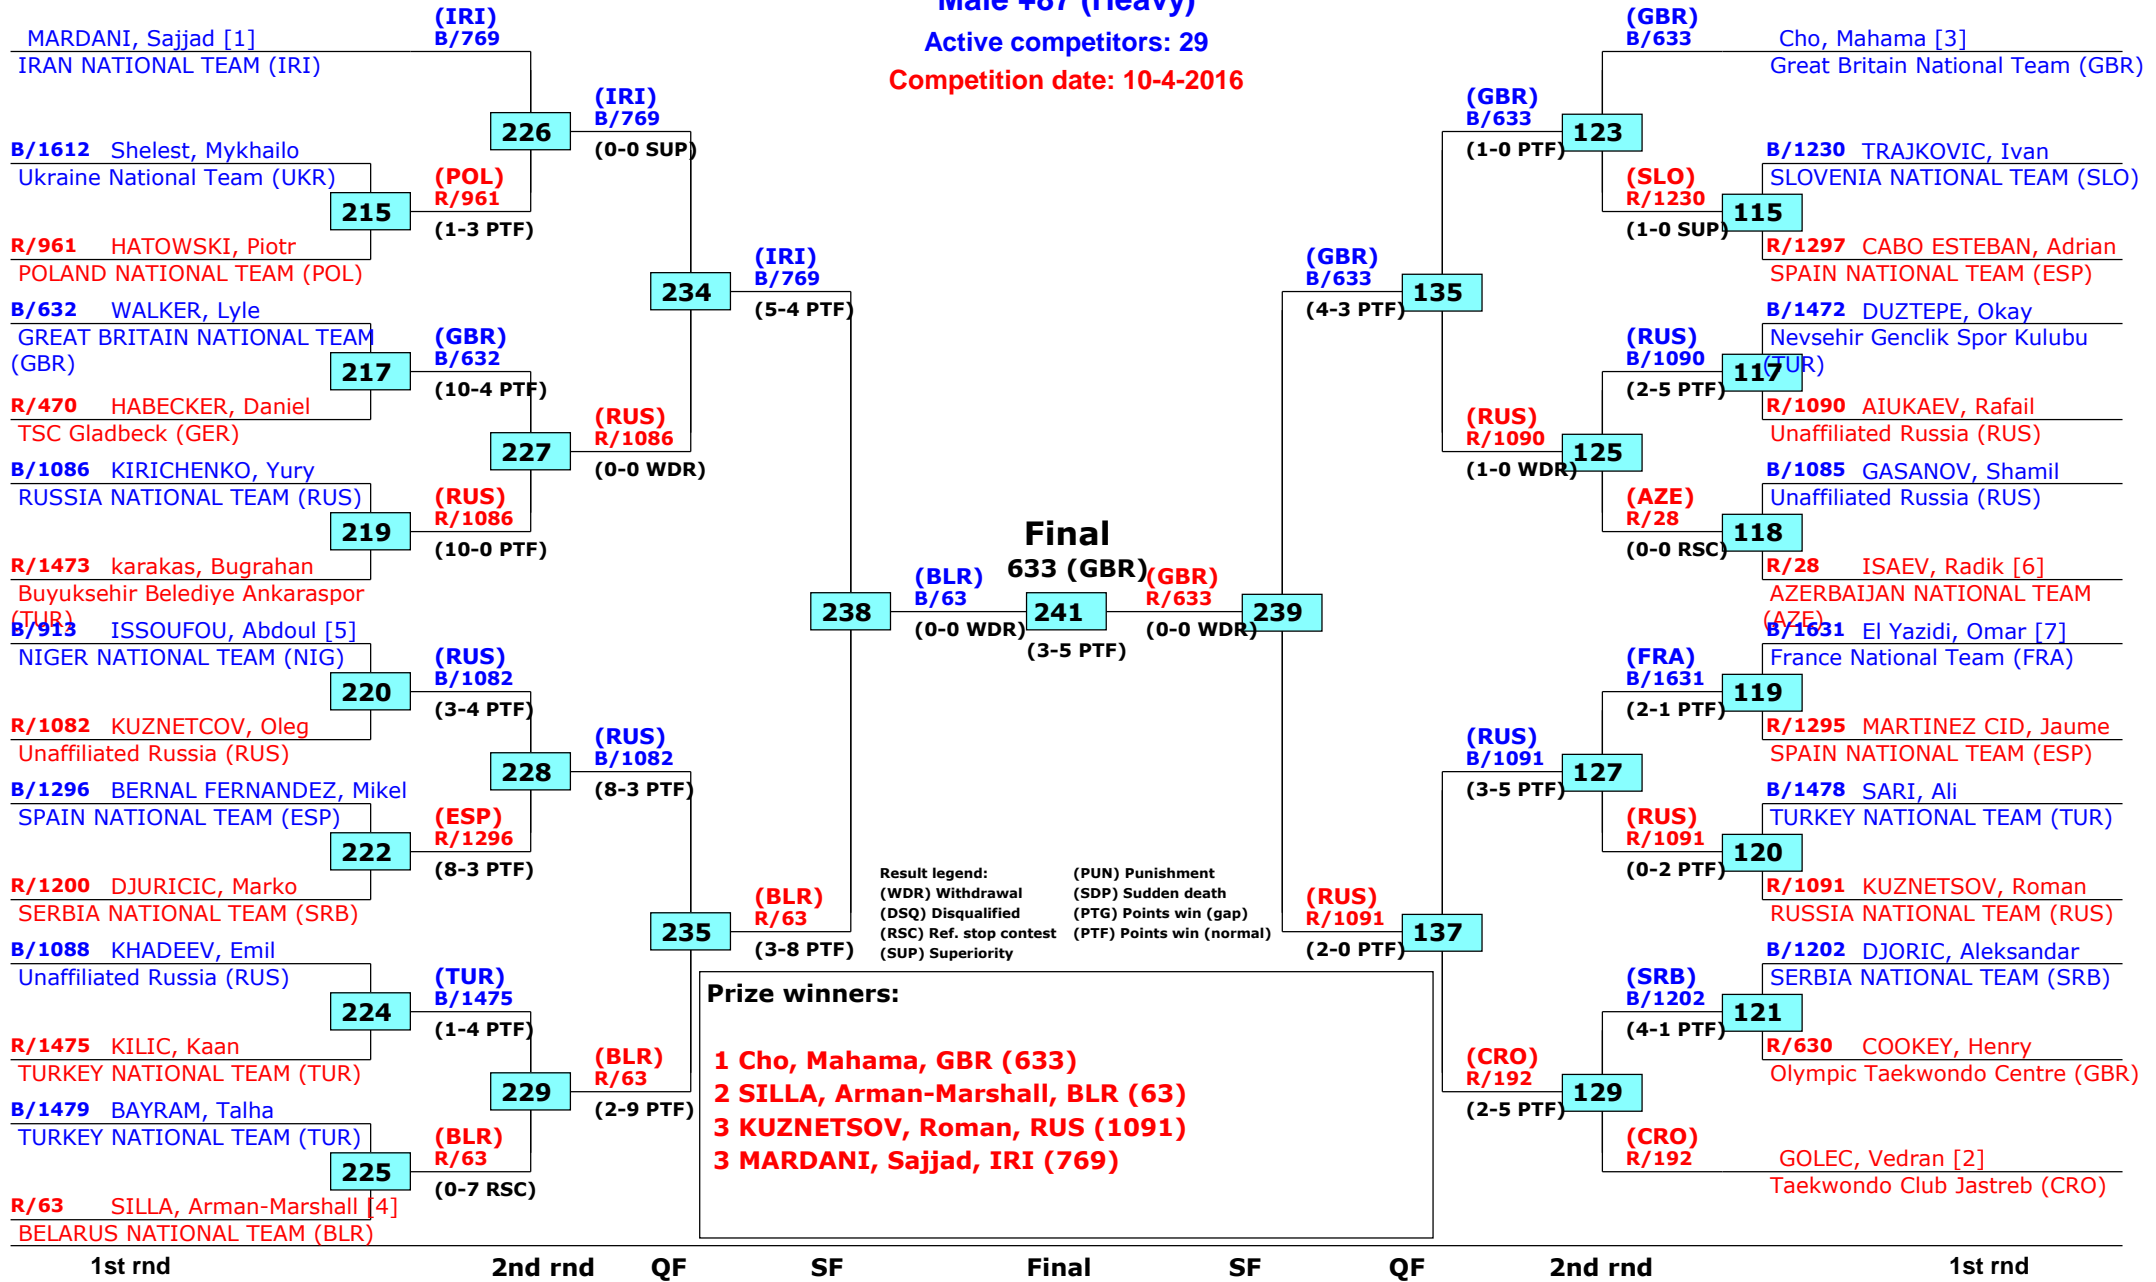 Male +87 (Heavy)
Active competitors: 29
Competition date: 10-4-2016
MARDANI, Sajjad [1]
IRAN NATIONAL TEAM (IRI)
B/1612 Shelest, Mykhailo
Ukraine National Team (UKR)
215
R/961 HATOWSKI, Piotr
POLAND NATIONAL TEAM (POL)
B/632 WALKER, Lyle
GREAT BRITAIN NATIONAL TEAM
(GBR)
217
R/470 HABECKER, Daniel
TSC Gladbeck (GER)
B/1086 KIRICHENKO, Yury
RUSSIA NATIONAL TEAM (RUS)
219
R/1473 karakas, Bugrahan
Buyuksehir Belediye Ankaraspor
(TUR)
B/913 ISSOUFOU, Abdoul [5]
NIGER NATIONAL TEAM (NIG)
220
R/1082 KUZNETCOV, Oleg
Unaffiliated Russia (RUS)
B/1296 BERNAL FERNANDEZ, Mikel
SPAIN NATIONAL TEAM (ESP)
222
R/1200 DJURICIC, Marko
SERBIA NATIONAL TEAM (SRB)
B/1088 KHADEEV, Emil
Unaffiliated Russia (RUS)
224
R/1475 KILIC, Kaan
TURKEY NATIONAL TEAM (TUR)
B/1479 BAYRAM, Talha
TURKEY NATIONAL TEAM (TUR)
225
R/63 SILLA, Arman-Marshall [4]
BELARUS NATIONAL TEAM (BLR)
(IRI)
B/769
226
(POL)
R/961
(1-3 PTF)
(GBR)
B/632
(10-4 PTF)
227
(RUS)
R/1086
(10-0 PTF)
(RUS)
B/1082
(3-4 PTF)
228
(ESP)
R/1296
(8-3 PTF)
(TUR)
B/1475
(1-4 PTF)
229
(BLR)
R/63
(0-7 RSC)
(IRI)
B/769
(0-0 SUP)
234
(RUS)
R/1086
(0-0 WDR)
(RUS)
B/1082
(8-3 PTF)
235
(BLR)
R/63
(2-9 PTF)
(IRI)
B/769
(5-4 PTF)
238
(BLR)
R/63
(3-8 PTF)
(BLR)
B/63
(0-0 WDR)
Final
633 (GBR)
241
(3-5 PTF)
(GBR)
R/633
(0-0 WDR)
239
(GBR)
B/633
(4-3 PTF)
135
(RUS)
R/1091
(2-0 PTF)
137
(GBR)
B/633
(1-0 PTF)
123
(RUS)
R/1090
(1-0 WDR)
125
(RUS)
B/1091
(3-5 PTF)
127
(CRO)
R/192
(2-5 PTF)
129
(GBR)
B/633
(SLO)
R/1230
(1-0 SUP)
115
(RUS)
B/1090
(2-5 PTF)
117
(AZE)
R/28
(0-0 RSC)
118
(FRA)
B/1631
(2-1 PTF)
119
(RUS)
R/1091
(0-2 PTF)
120
(SRB)
B/1202
(4-1 PTF)
121
(CRO)
R/192
Cho, Mahama [3]
Great Britain National Team (GBR)
B/1230 TRAJKOVIC, Ivan
SLOVENIA NATIONAL TEAM (SLO)
R/1297 CABO ESTEBAN, Adrian
SPAIN NATIONAL TEAM (ESP)
B/1472 DUZTEPE, Okay
Nevsehir Genclik Spor Kulubu
(TUR)
R/1090 AIUKAEV, Rafail
Unaffiliated Russia (RUS)
B/1085 GASANOV, Shamil
Unaffiliated Russia (RUS)
R/28 ISAEV, Radik [6]
AZERBAIJAN NATIONAL TEAM
(AZE)
B/1631 El Yazidi, Omar [7]
France National Team (FRA)
R/1295 MARTINEZ CID, Jaume
SPAIN NATIONAL TEAM (ESP)
B/1478 SARI, Ali
TURKEY NATIONAL TEAM (TUR)
R/1091 KUZNETSOV, Roman
RUSSIA NATIONAL TEAM (RUS)
B/1202 DJORIC, Aleksandar
SERBIA NATIONAL TEAM (SRB)
R/630 COOKEY, Henry
Olympic Taekwondo Centre (GBR)
GOLEC, Vedran [2]
Taekwondo Club Jastreb (CRO)
Result legend:
(WDR) Withdrawal
(DSQ) Disqualified
(RSC) Ref. stop contest
(SUP) Superiority
(PUN) Punishment
(SDP) Sudden death
(PTG) Points win (gap)
(PTF) Points win (normal)
Prize winners:
1 Cho, Mahama, GBR (633)
2 SILLA, Arman-Marshall, BLR (63)
3 KUZNETSOV, Roman, RUS (1091)
3 MARDANI, Sajjad, IRI (769)
1st rnd 2nd rnd QF SF Final SF QF 2nd rnd 1st rnd